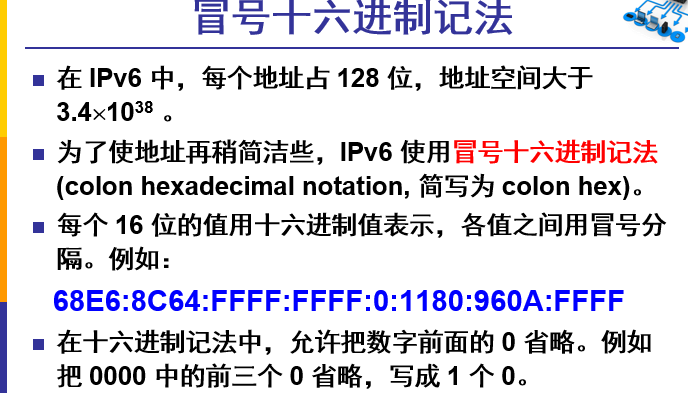 冒号十六进制记法
■ 在 IPv6 中，每个地址占 128 位，地址空间大于
3.4×10³⁸ 。
■ 为了使地址再稍简洁些，IPv6 使用冒号十六进制记法
(colon hexadecimal notation, 简写为 colon hex)。
■ 每个 16 位的值用十六进制值表示，各值之间用冒号分
隔。例如：
68E6:8C64:FFFF:FFFF:0:1180:960A:FFFF
■ 在十六进制记法中，允许把数字前面的 0 省略。例如
把 0000 中的前三个 0 省略，写成 1 个 0。